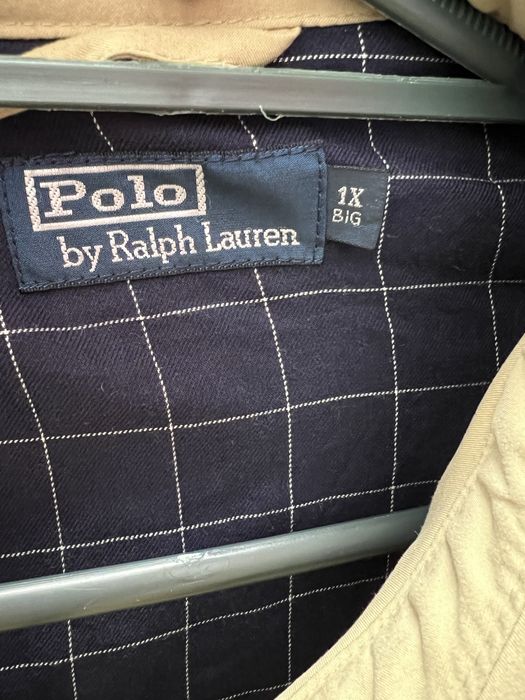 Polo
by Ralph Lauren
1X
BIG